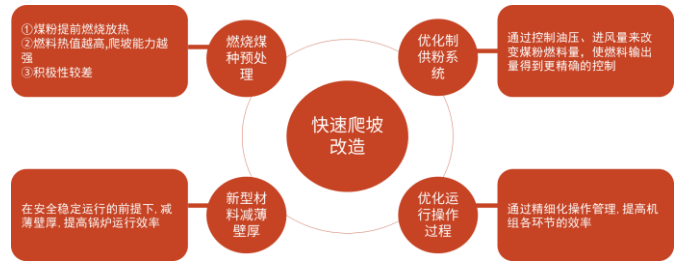 ①煤粉提前燃烧放热
②燃料热值越高,爬坡能力越
强
③积极性较差
燃烧煤
种预处
理
优化制
供粉系
统
通过控制油压、进风量来改
变煤粉燃料量，使燃料输出
量得到更精确的控制
快速爬坡
改造
在安全稳定运行的前提下, 减
薄壁厚, 提高锅炉运行效率
新型材
料减薄
壁厚
优化运
行操作
过程
通过精细化操作管理, 提高机
组各环节的效率